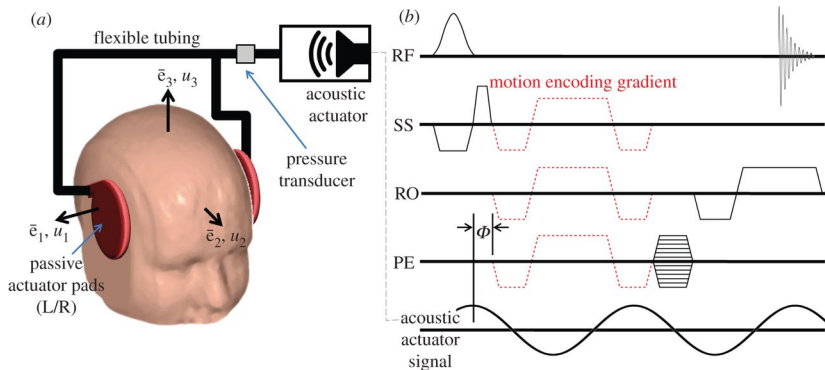 (a)
flexible tubing
ē3, u3
acoustic
actuator
pressure
transducer
ē1, u1
ē2, u2
passive
actuator pads
(L/R)
(b)
RF
motion encoding gradient
SS
RO
Φ
PE
acoustic
actuator
signal